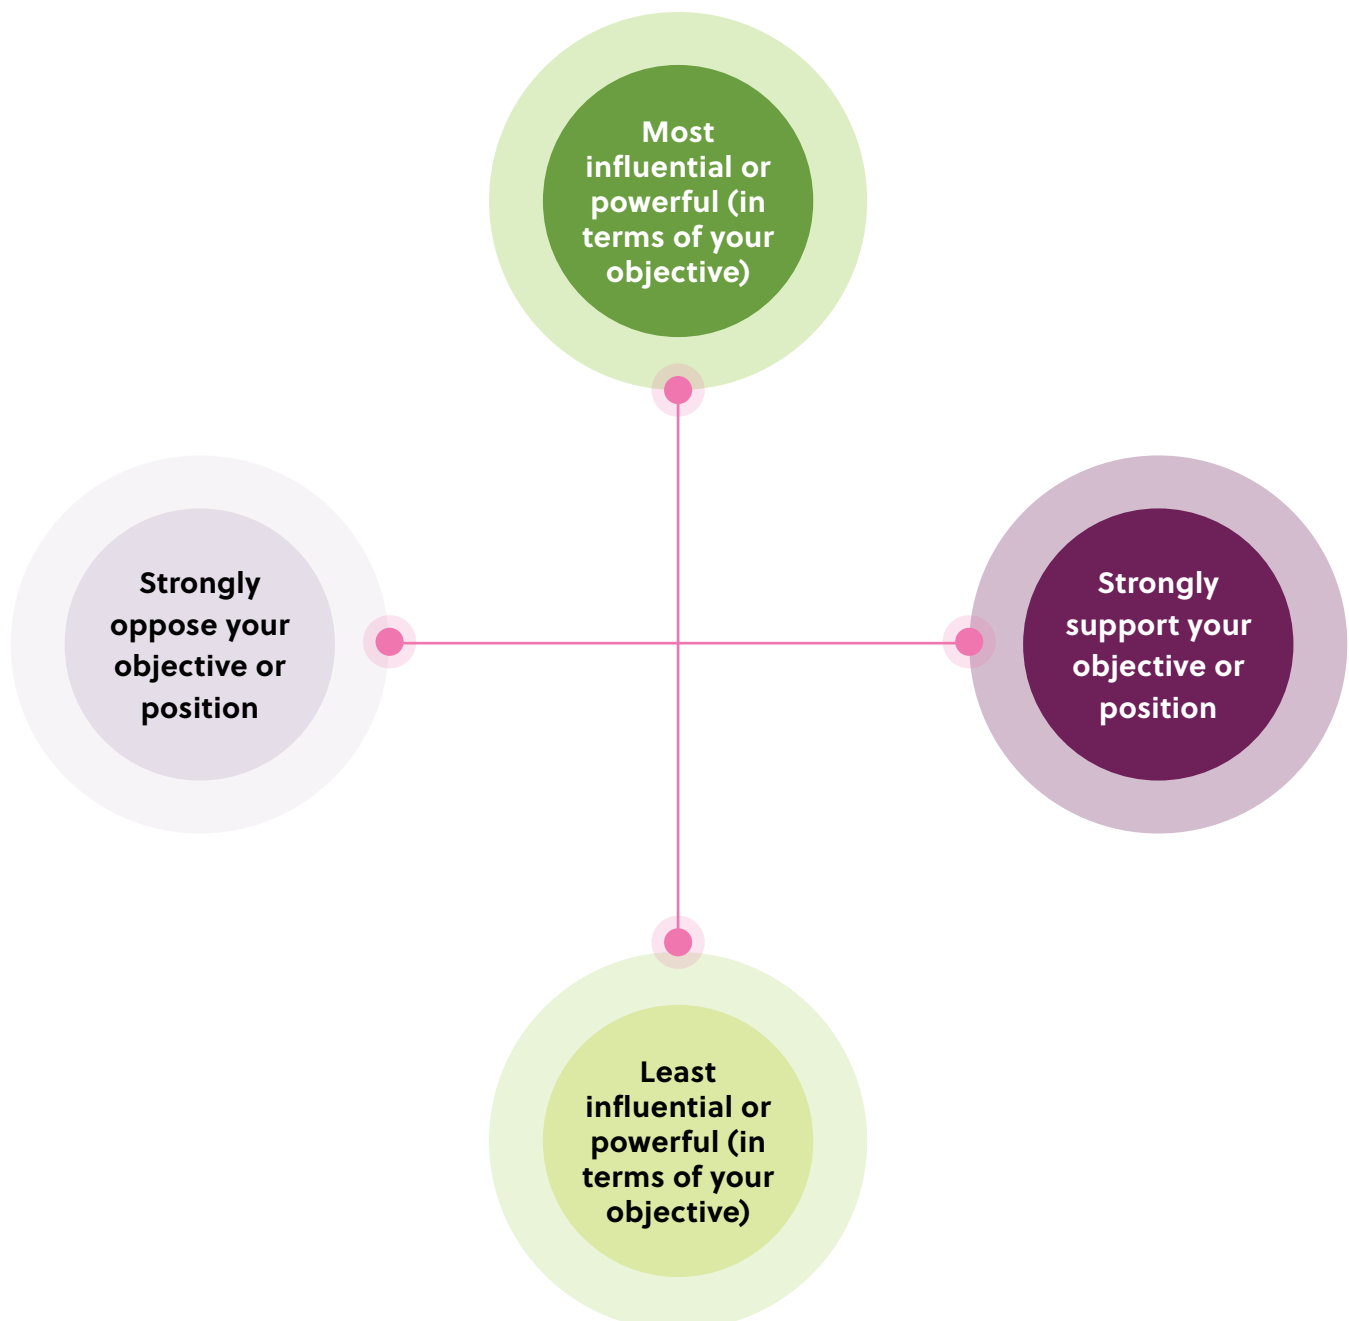 Most
influential or
powerful (in
terms of your
objective)
Strongly
oppose your
objective or
position
Strongly
support your
objective or
position
Least
influential or
powerful (in
terms of your
objective)